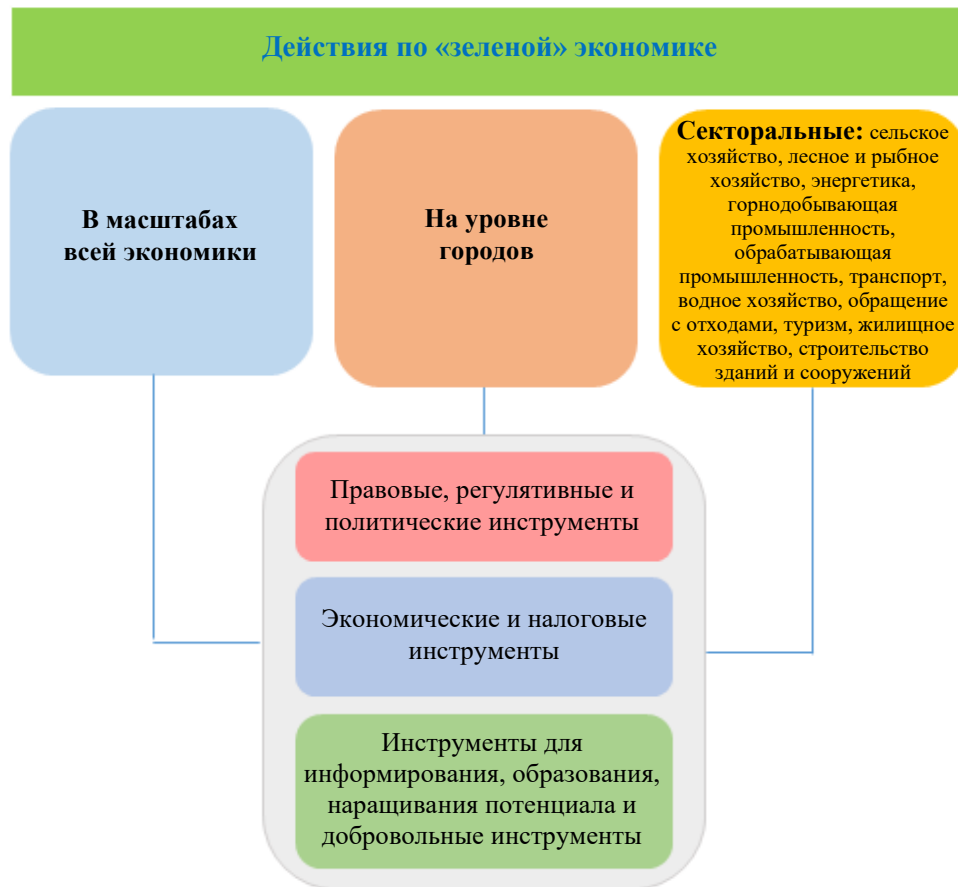 Действия по «зеленой» экономике
В масштабах
всей экономики
На уровне
городов
Секторальные: сельское
хозяйство, лесное и рыбное
хозяйство, энергетика,
горнодобывающая
промышленность,
обрабатывающая
промышленность, транспорт,
водное хозяйство, обращение
с отходами, туризм, жилищное
хозяйство, строительство
зданий и сооружений
Правовые, регулятивные и
политические инструменты
Экономические и налоговые
инструменты
Инструменты для
информирования, образования,
наращивания потенциала и
добровольные инструменты